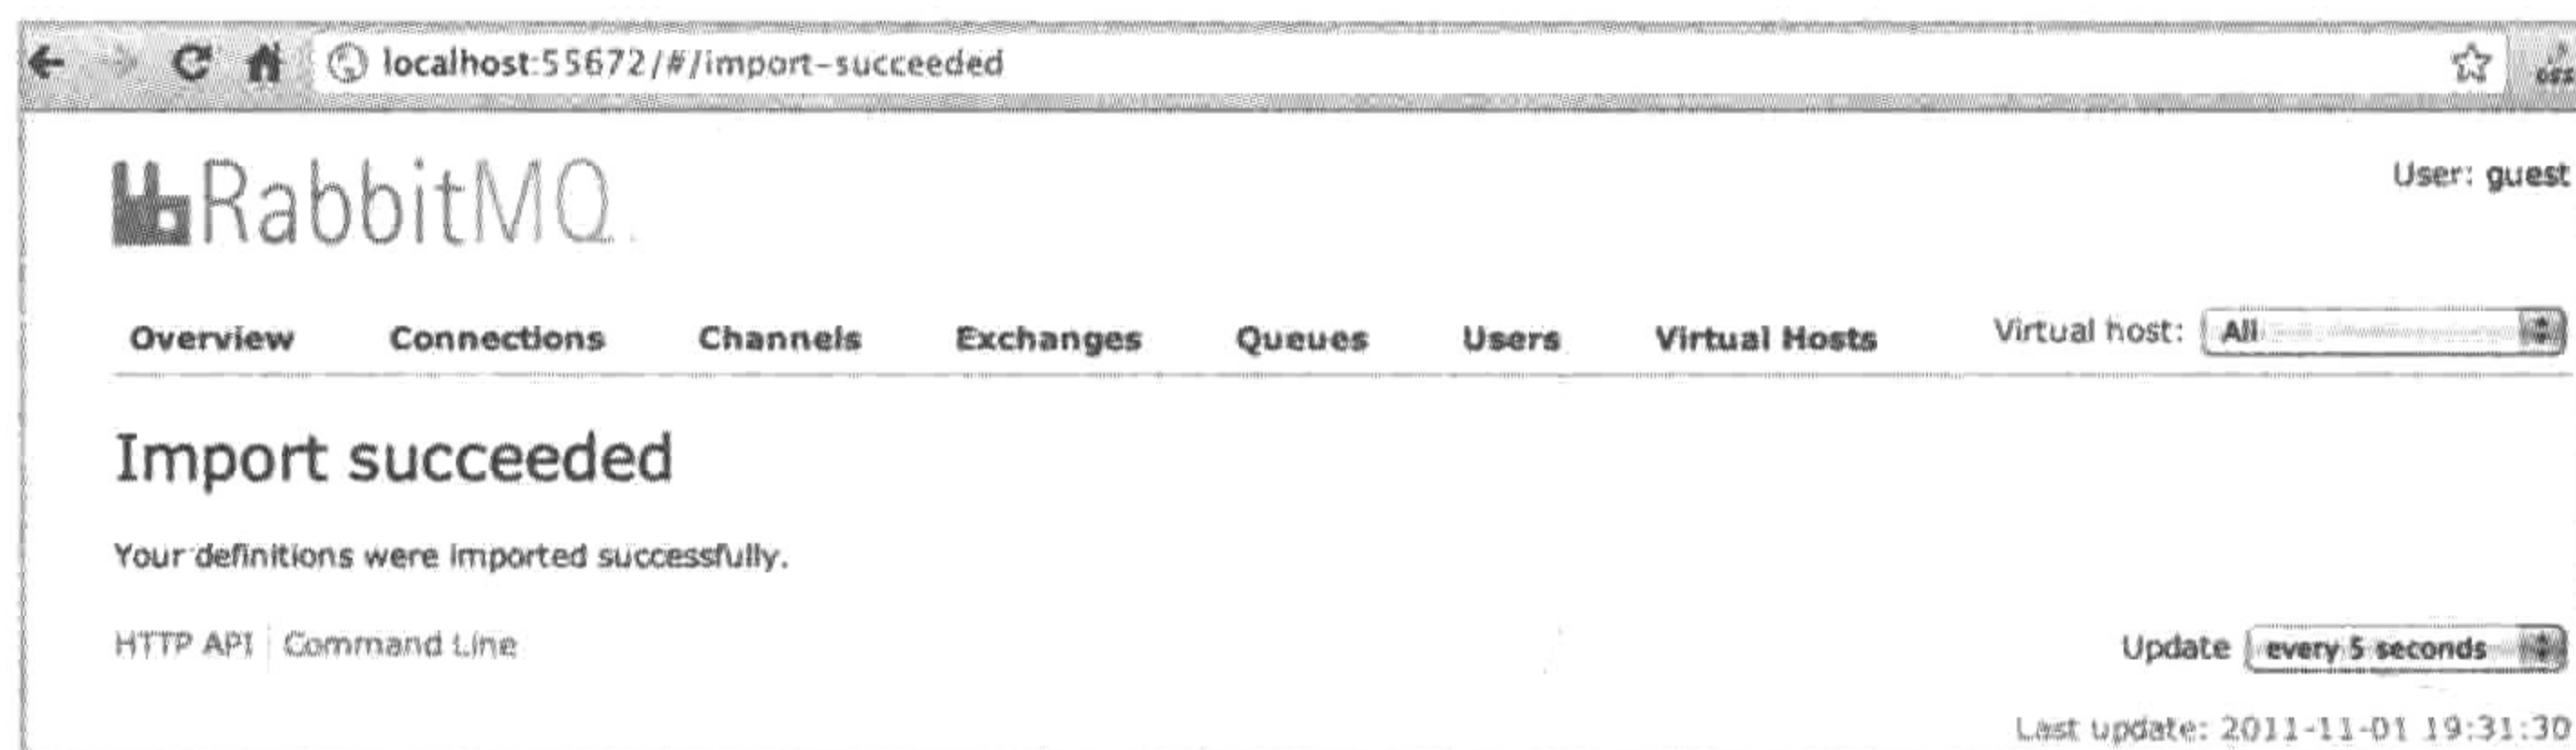 localhost:55672/#/import-succeeded
RabbitMQ
User: guest
Overview Connections Channels Exchanges Queues Users Virtual Hosts Virtual host: All
Import succeeded
Your definitions were imported successfully.
HTTP API Command Line Update every 5 seconds
Last update: 2011-11-01 19:31:30